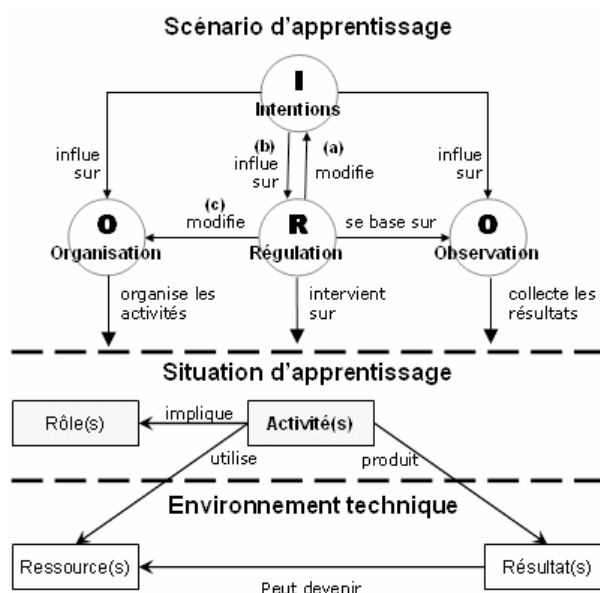 Scénario d'apprentissage
I
Intentions
influe
sur
(b)
influe
sur
(a)
modifie
influe
sur
O
Organisation
(c)
modifie
R
Régulation
se base sur
O
Observation
organise les
activités
intervient
sur
collecte les
résultats
Situation d'apprentissage
Rôle(s)
implique
Activité(s)
utilise
produit
Environnement technique
Ressource(s)
Peut devenir
Résultat(s)